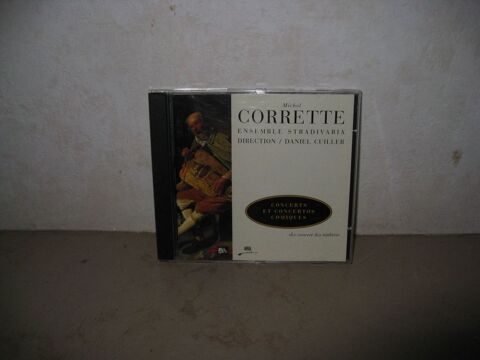 Michel
CORRETTE
ENSEMBLE STRADIVARIA
DIRECTION / DANIEL CUILLER
CONCERTS
ET CONCERTOS
COMIQUES